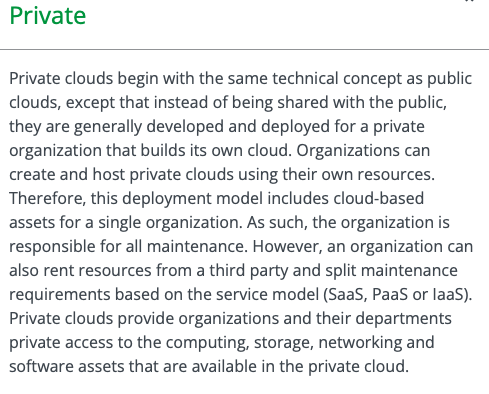 Private
Private clouds begin with the same technical concept as public
clouds, except that instead of being shared with the public,
they are generally developed and deployed for a private
organization that builds its own cloud. Organizations can
create and host private clouds using their own resources.
Therefore, this deployment model includes cloud-based
assets for a single organization. As such, the organization is
responsible for all maintenance. However, an organization can
also rent resources from a third party and split maintenance
requirements based on the service model (SaaS, PaaS or IaaS).
Private clouds provide organizations and their departments
private access to the computing, storage, networking and
software assets that are available in the private cloud.